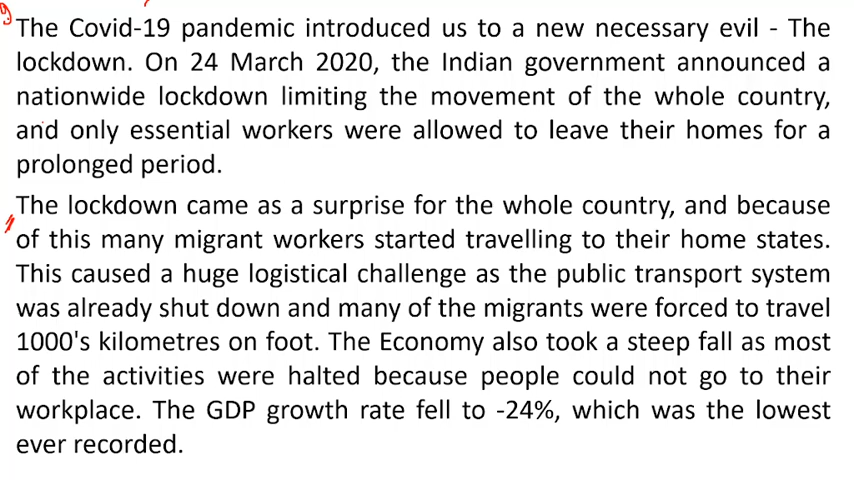 The Covid-19 pandemic introduced us to a new necessary evil - The
lockdown. On 24 March 2020, the Indian government announced a
nationwide lockdown limiting the movement of the whole country,
and only essential workers were allowed to leave their homes for a
prolonged period.
The lockdown came as a surprise for the whole country, and because
of this many migrant workers started travelling to their home states.
This caused a huge logistical challenge as the public transport system
was already shut down and many of the migrants were forced to travel
1000's kilometres on foot. The Economy also took a steep fall as most
of the activities were halted because people could not go to their
workplace. The GDP growth rate fell to -24%, which was the lowest
ever recorded.